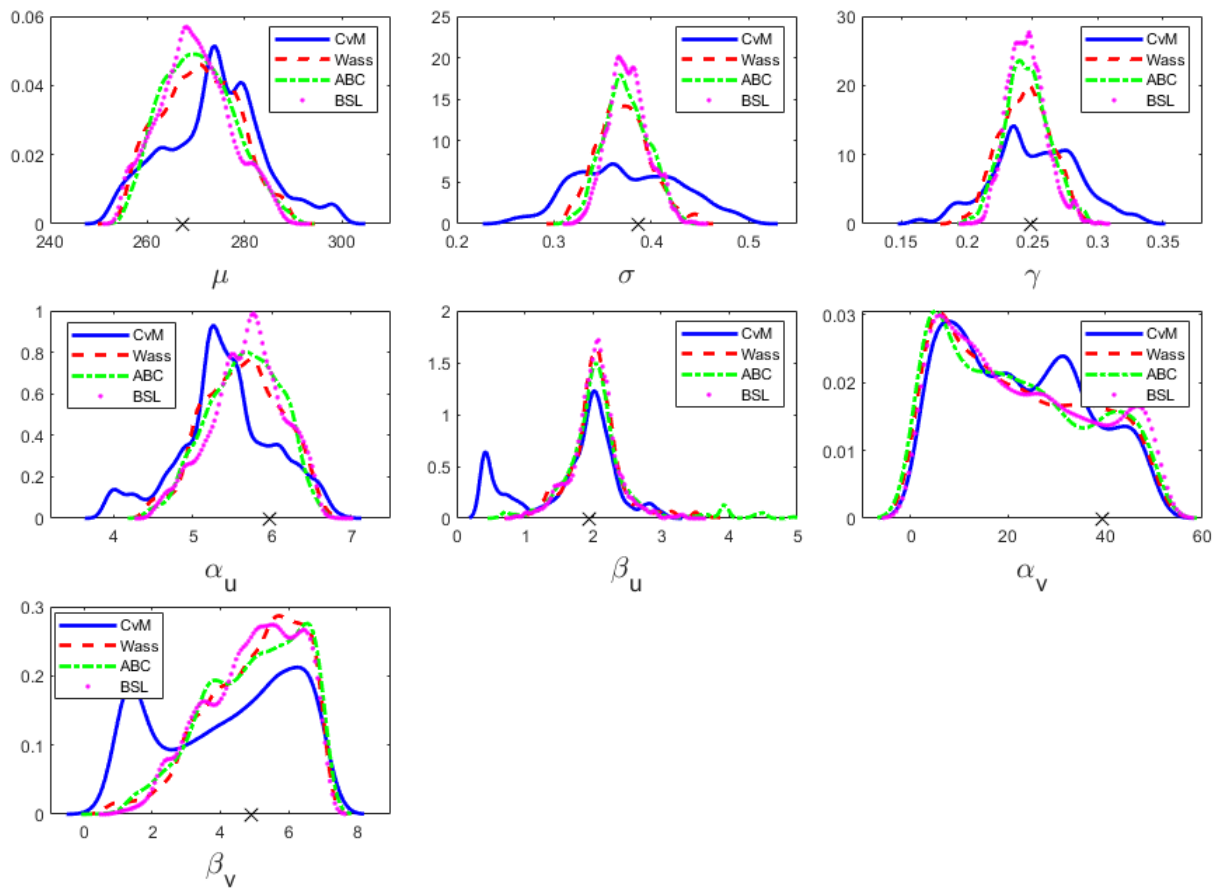 0.06
0.04
0.02
0
240
260
280
300
μ
CvM
Wass
ABC
BSL
25
20
15
10
5
0
0.2
0.3
0.4
0.5
σ
CvM
Wass
ABC
BSL
30
20
10
0
0.15
0.2
0.25
0.3
0.35
γ
CvM
Wass
ABC
BSL
1
0.8
0.6
0.4
0.2
0
4
5
6
7
α_u
CvM
Wass
ABC
BSL
2
1.5
1
0.5
0
0
1
2
3
4
5
β_u
CvM
Wass
ABC
BSL
0.03
0.02
0.01
0
0
20
40
60
α_v
CvM
Wass
ABC
BSL
0.3
0.2
0.1
0
0
2
4
6
8
β_v
CvM
Wass
ABC
BSL